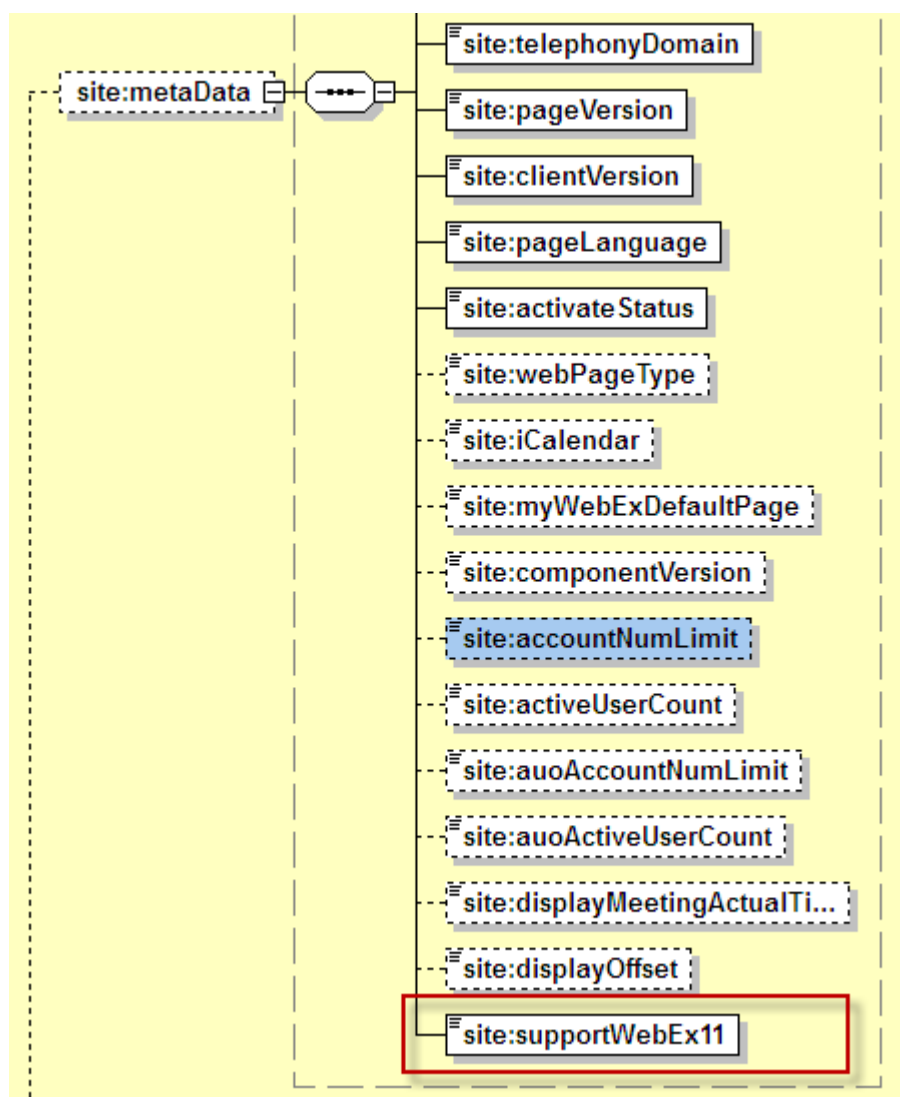 site:telephonyDomain
site:metaData
site:pageVersion
site:clientVersion
site:pageLanguage
site:activateStatus
site:webPageType
site:iCalendar
site:myWebExDefaultPage
site:componentVersion
site:accountNumLimit
site:activeUserCount
site:auoAccountNumLimit
site:auoActiveUserCount
site:displayMeetingActualTi...
site:displayOffset
site:supportWebEx11